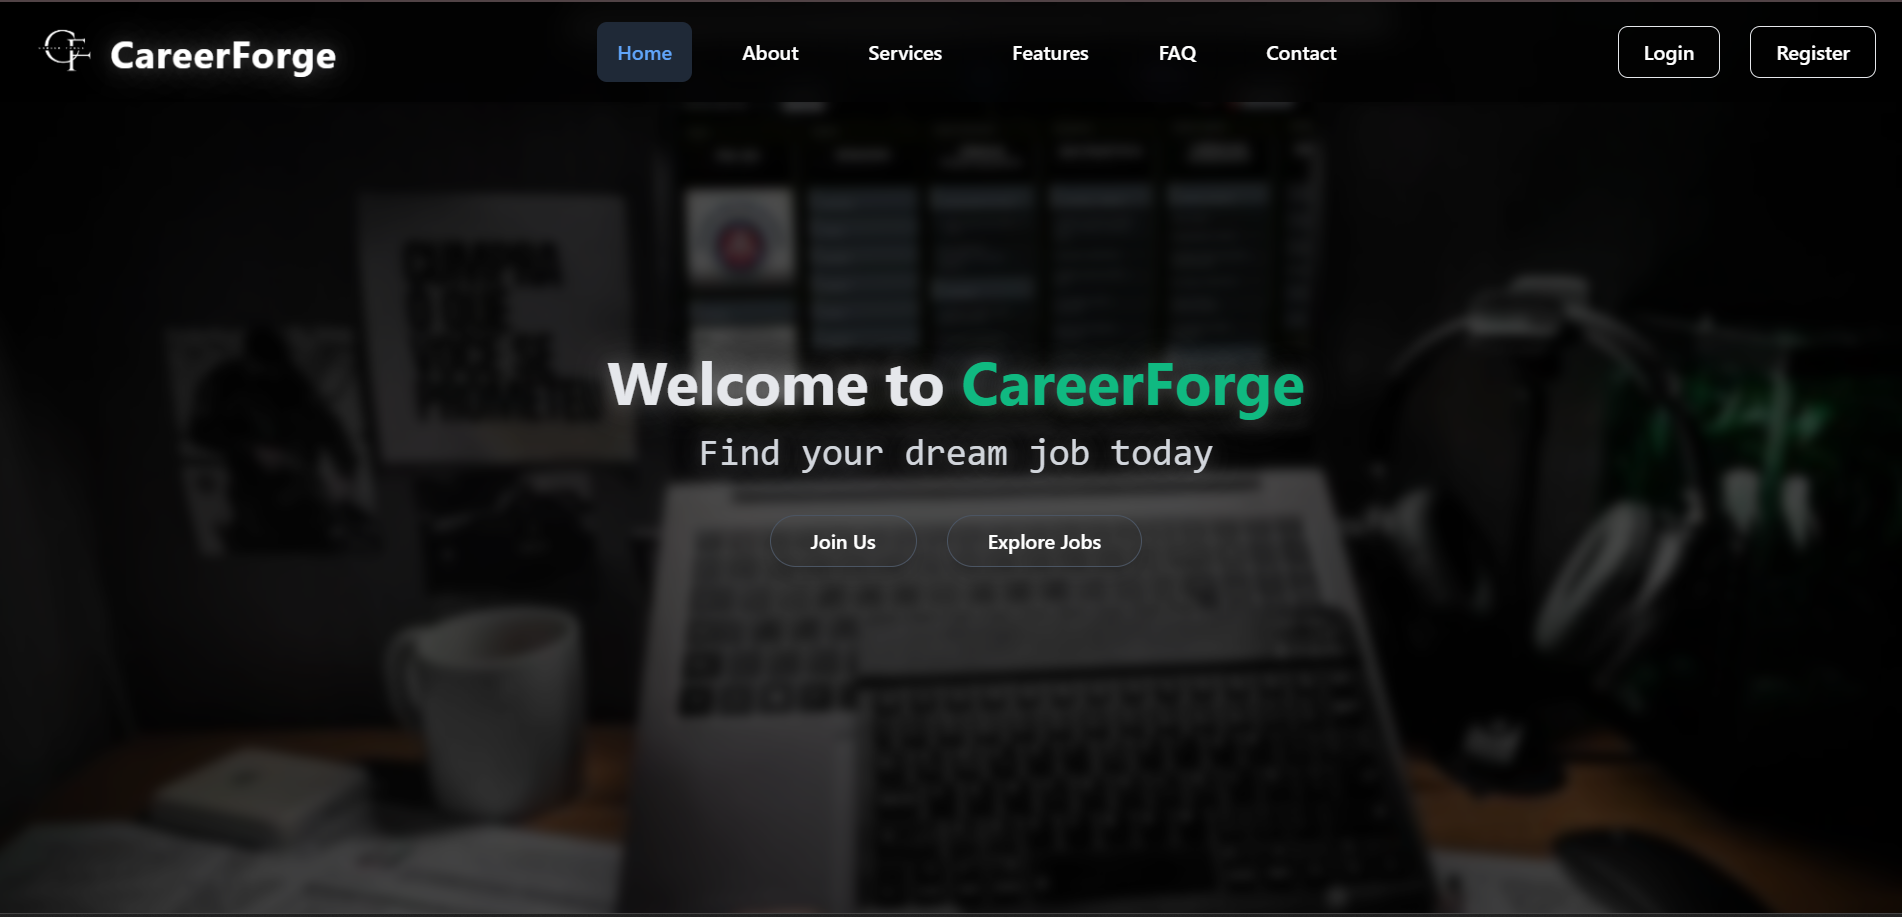 CareerForge
Home
About
Services
Features
FAQ
Contact
Login
Register
Welcome to CareerForge
Find your dream job today
Join Us
Explore Jobs